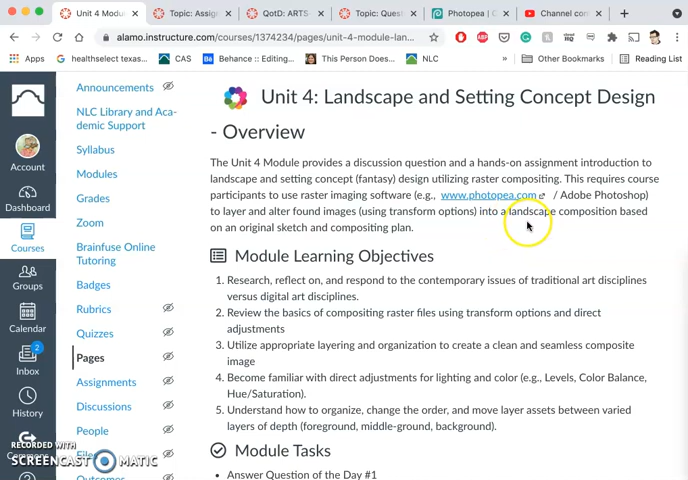 Unit 4 Modul
Topic: Assig
QotD: ARTS-
Topic: Quest
Photopea | C
Channel con
alamo.instructure.com/courses/1374234/pages/unit-4-module-lan...
Apps
healthselect texas...
CAS
Behance :: Editing...
This Person Does...
NLC
»
Other Bookmarks
Reading List
Account
Dashboard
Courses
Groups
Calendar
2
Inbox
History
Commons
Announcements
NLC Library and Aca-
demic Support
Syllabus
Modules
Grades
Zoom
Brainfuse Online
Tutoring
Badges
Rubrics
Quizzes
Pages
Assignments
Discussions
People
Files
Outcomes
Unit 4: Landscape and Setting Concept Design
- Overview
The Unit 4 Module provides a discussion question and a hands-on assignment introduction to
landscape and setting concept (fantasy) design utilizing raster compositing. This requires course
participants to use raster imaging software (e.g., www.photopea.com / Adobe Photoshop)
to layer and alter found images (using transform options) into a landscape composition based
on an original sketch and compositing plan.
Module Learning Objectives
1. Research, reflect on, and respond to the contemporary issues of traditional art disciplines
versus digital art disciplines.
2. Review the basics of compositing raster files using transform options and direct
adjustments
3. Utilize appropriate layering and organization to create a clean and seamless composite
image
4. Become familiar with direct adjustments for lighting and color (e.g., Levels, Color Balance,
Hue/Saturation).
5. Understand how to organize, change the order, and move layer assets between varied
layers of depth (foreground, middle-ground, background).
Module Tasks
• Answer Question of the Day #1
RECORDED WITH
SCREENCAST MATIC